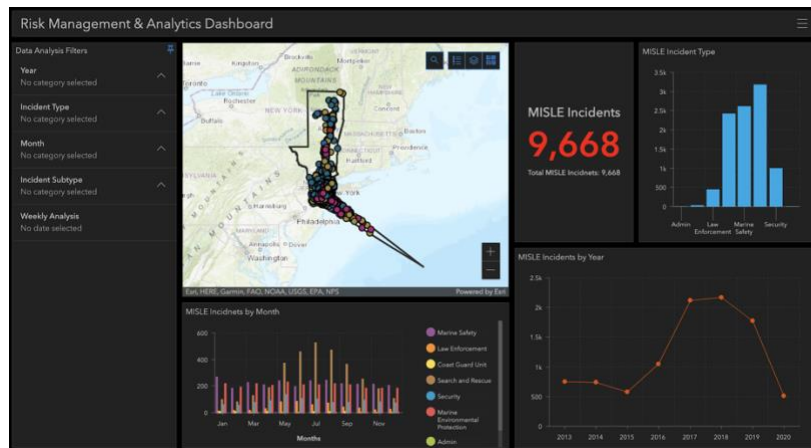 Risk Management & Analytics Dashboard
Data Analysis Filters
Year
No category selected
Incident Type
No category selected
Month
No category selected
Incident Subtype
No category selected
Weekly Analysis
No date selected
Kingston
Brockville
Montpelier
ADIRONDACK
MOUNTAINS
Toronto
Lake Ontario
Rochester
Buffalo
NEW YORK
Concord
MASSACHUSETTS
Boston
Hartford
Providence
Harrisburg
New York
Philadelphia
MARYLAND
Annapolis
Dover
Washington
Esri, HERE, Garmin, FAO, NOAA, USGS, EPA, NPS
Powered by Esri
MISLE Incidents
9,668
Total MISLE Incidnets: 9,668
MISLE Incident Type
3.5k
3k
2.5k
2k
1.5k
1k
500
0
Admin
Law
Enforcement
Marine
Safety
Security
MISLE Incidnets by Month
600
400
200
0
Jan
Mar
May
Jul
Sep
Nov
Months
Marine Safety
Law Enforcement
Coast Guard Unit
Search and Rescue
Security
Marine
Environmental
Protection
Admin
MISLE Incidents by Year
2.5k
2k
1.5k
1k
500
0
2013
2014
2015
2016
2017
2018
2019
2020